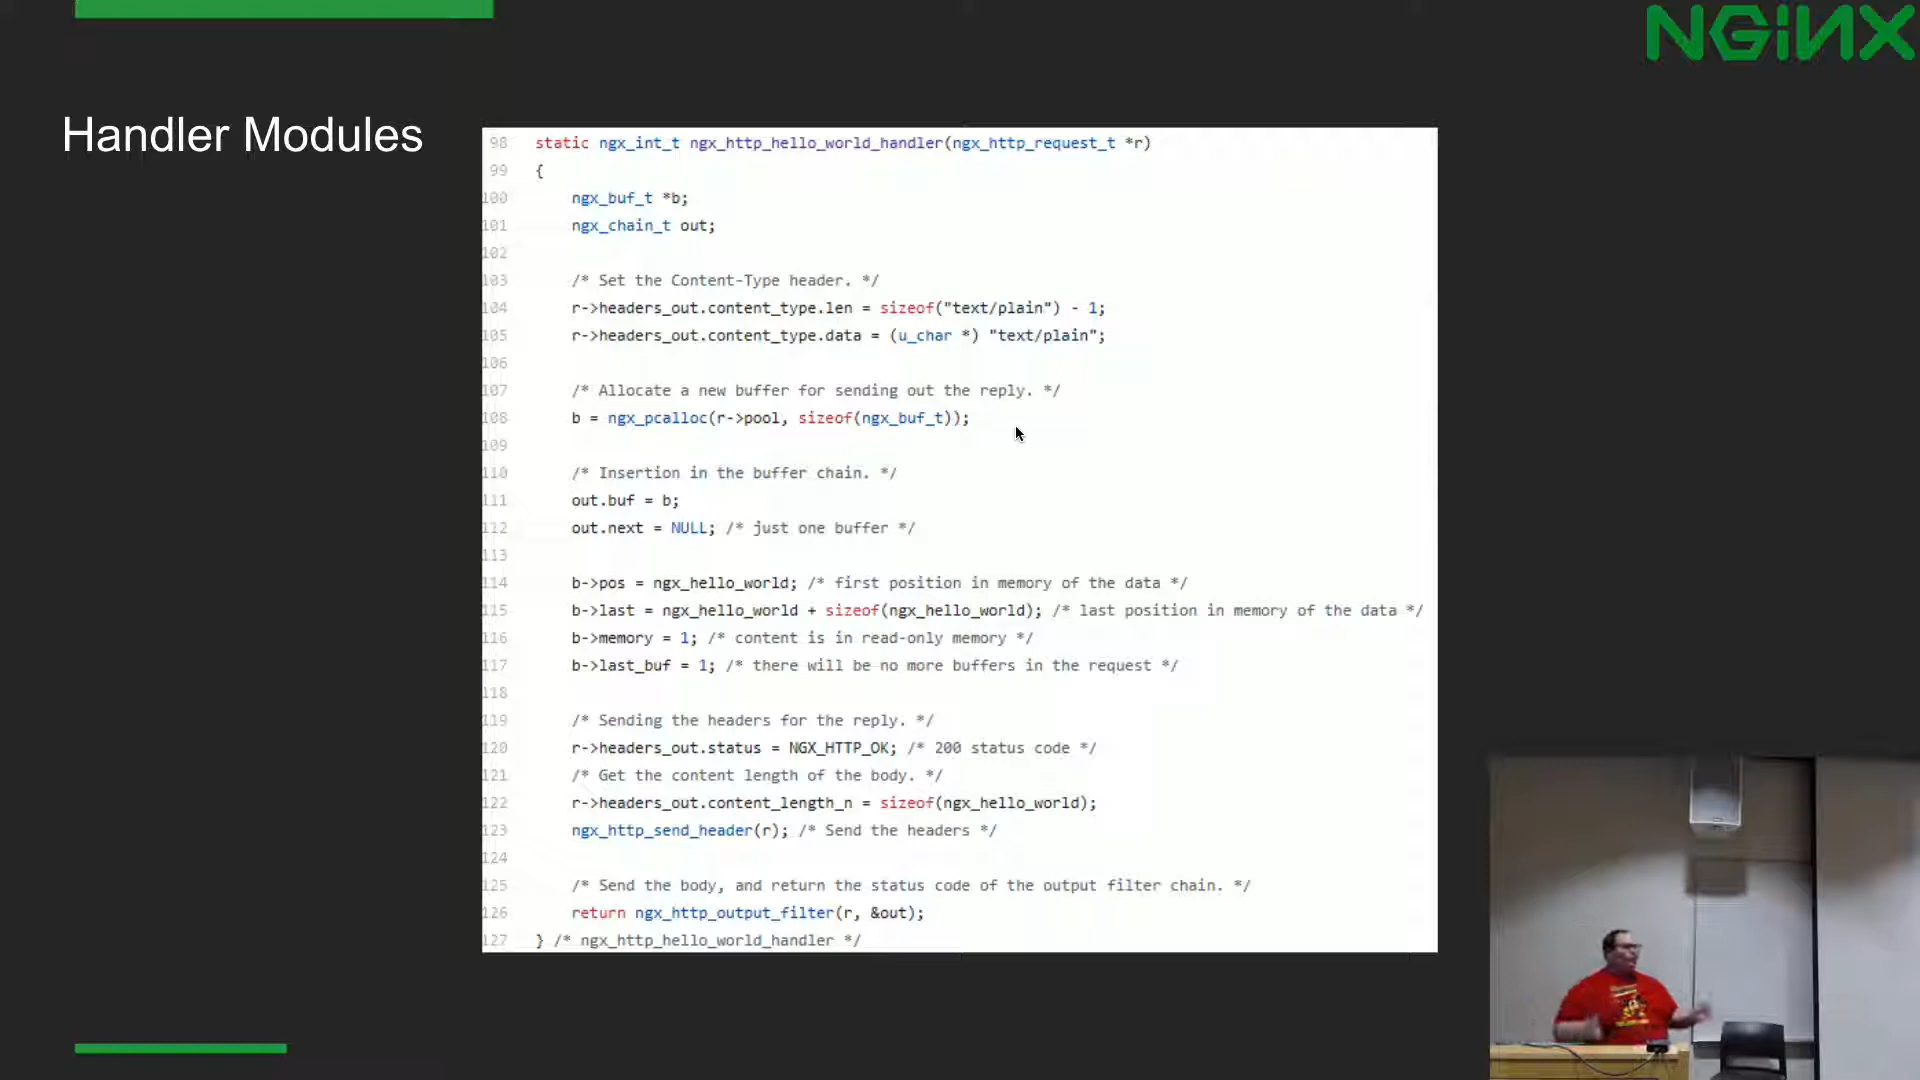 NGiNX
Handler Modules
98 static ngx_int_t ngx_http_hello_world_handler(ngx_http_request_t *r)
99 {
100 ngx_buf_t *b;
101 ngx_chain_t out;
102
103 /* Set the Content-Type header. */
104 r->headers_out.content_type.len = sizeof("text/plain") - 1;
105 r->headers_out.content_type.data = (u_char *) "text/plain";
106
107 /* Allocate a new buffer for sending out the reply. */
108 b = ngx_pcalloc(r->pool, sizeof(ngx_buf_t));
109
110 /* Insertion in the buffer chain. */
111 out.buf = b;
112 out.next = NULL; /* just one buffer */
113
114 b->pos = ngx_hello_world; /* first position in memory of the data */
115 b->last = ngx_hello_world + sizeof(ngx_hello_world); /* last position in memory of the data */
116 b->memory = 1; /* content is in read-only memory */
117 b->last_buf = 1; /* there will be no more buffers in the request */
118
119 /* Sending the headers for the reply. */
120 r->headers_out.status = NGX_HTTP_OK; /* 200 status code */
121 /* Get the content length of the body. */
122 r->headers_out.content_length_n = sizeof(ngx_hello_world);
123 ngx_http_send_header(r); /* Send the headers */
124
125 /* Send the body, and return the status code of the output filter chain. */
126 return ngx_http_output_filter(r, &out);
127 } /* ngx_http_hello_world_handler */